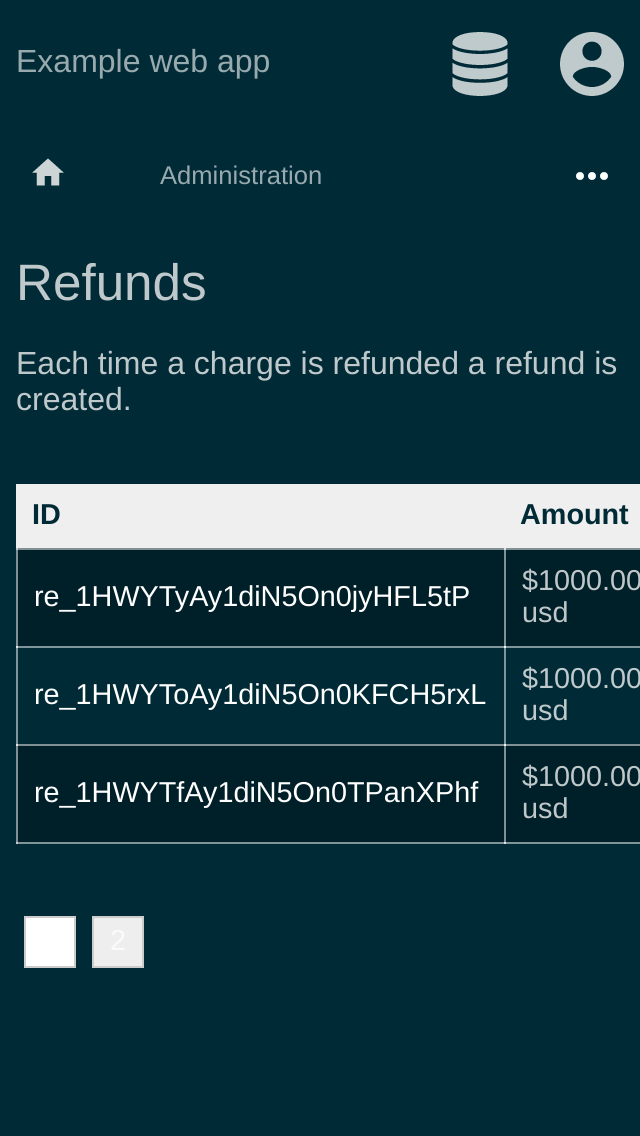 Example web app
Administration
Refunds
Each time a charge is refunded a refund is
created.
ID Amount
re_1HWYTyAy1diN5On0jyHFL5tP $1000.00
usd
re_1HWYToAy1diN5On0KFCH5rxL $1000.00
usd
re_1HWYTfAy1diN5On0TPanXPhf $1000.00
usd
2